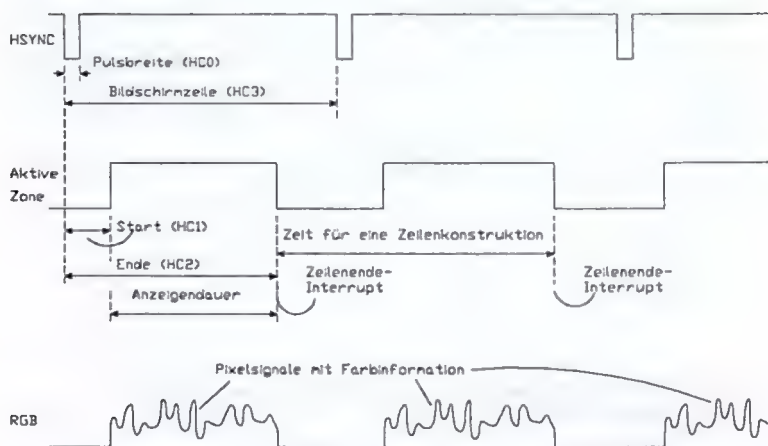 HSYNC
Pulsbreite (HC0)
Bildschirmzeile (HC3)
Aktive
Zone
Start (HC1)
Zeit für eine Zeilenkonstruktion
Ende (HC2)
Zeilenende-
Interrupt
Zeilenende-
Interrupt
Anzeigendauer
Pixelsignale mit Farbinformation
RGB